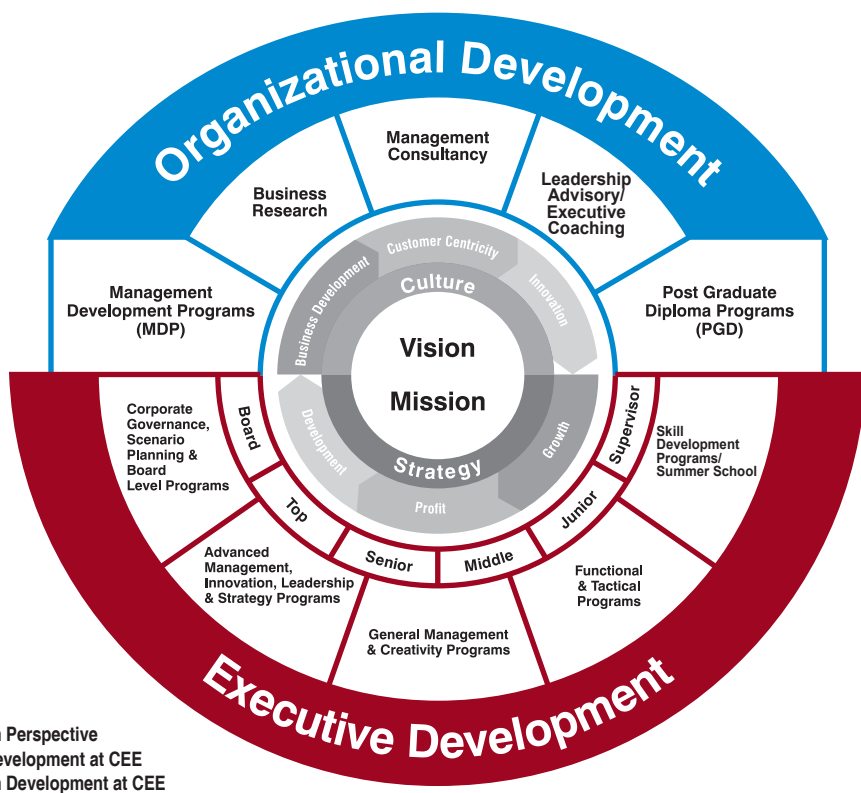 Organizational Development
Management
Consultancy
Business
Research
Leadership
Advisory/
Executive
Coaching
Management
Development Programs
(MDP)
Post Graduate
Diploma Programs
(PGD)
Customer Centricity
Business Development
Innovation
Culture
Vision
Mission
Strategy
Development
Profit
Growth
Board
Top
Senior
Middle
Junior
Supervisor
Corporate
Governance,
Scenario
Planning &
Board
Level Programs
Advanced
Management,
Innovation, Leadership
& Strategy Programs
General Management
& Creativity Programs
Functional
& Tactical
Programs
Skill
Development
Programs/
Summer School
Executive Development
Perspective
Development at CEE
Development at CEE